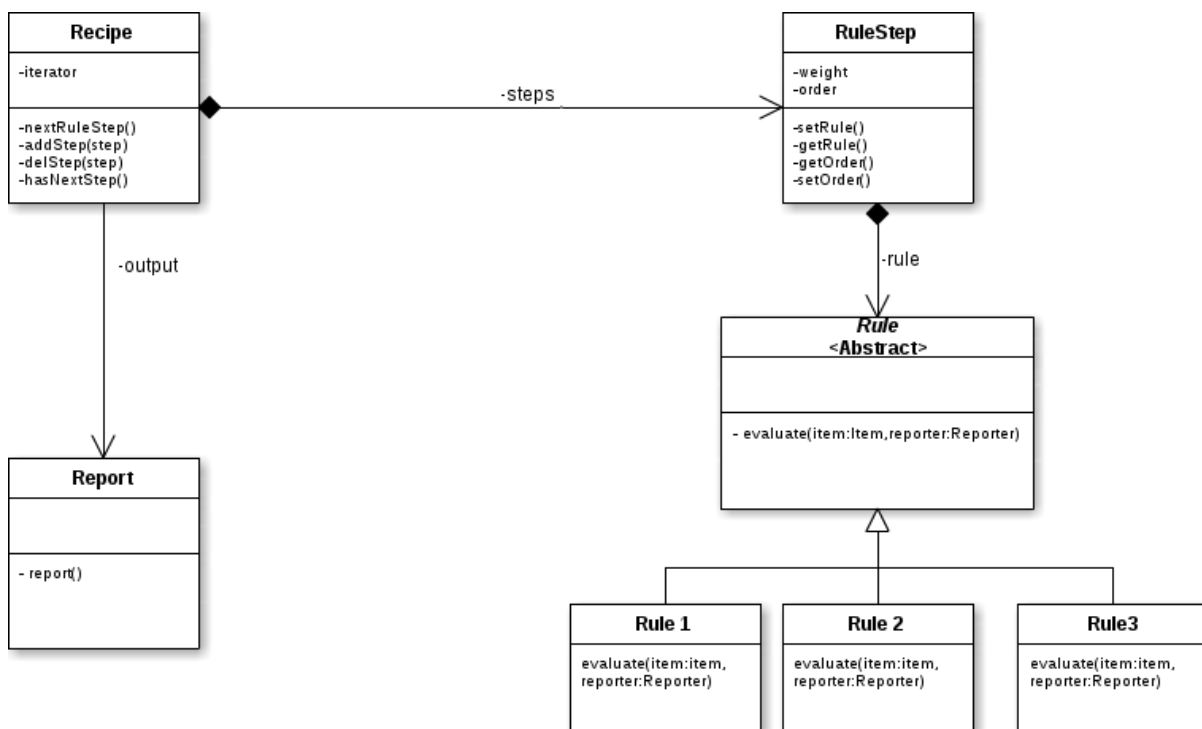 Recipe
-iterator
-nextRuleStep()
-addStep(step)
-delStep(step)
-hasNextStep()
-steps
RuleStep
-weight
-order
-setRule()
-getRule()
-getOrder()
-setOrder()
-output
-rule
Rule
<Abstract>
- evaluate(item:Item,reporter:Reporter)
Report
- report()
Rule 1
evaluate(item:item,
reporter:Reporter)
Rule 2
evaluate(item:item,
reporter:Reporter)
Rule3
evaluate(item:item,
reporter:Reporter)